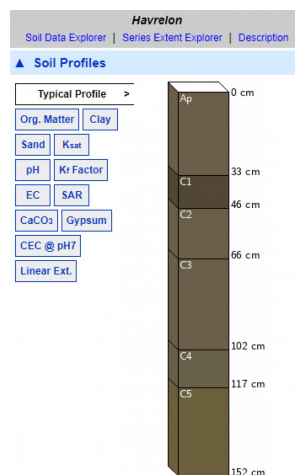 Havrelon
Soil Data Explorer | Series Extent Explorer | Description
▲ Soil Profiles
Typical Profile >
Org. Matter Clay
Sand Ksat
pH Kf Factor
EC SAR
CaCO3 Gypsum
CEC @ pH7
Linear Ext.
Ap 0 cm
33 cm
C1
46 cm
C2
66 cm
C3
102 cm
C4
117 cm
C5
152 cm